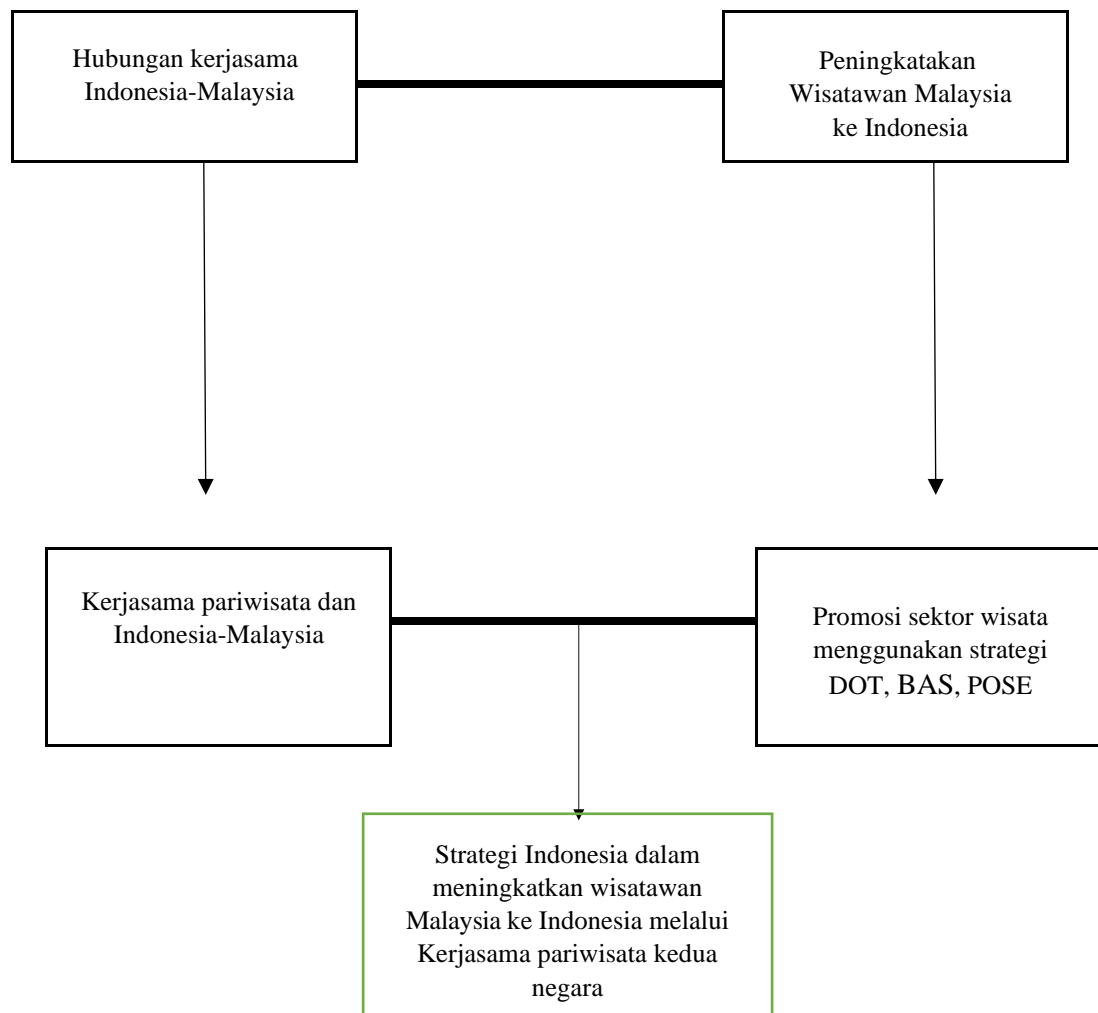 Hubungan kerjasama
Indonesia-Malaysia
Peningkatakan
Wisatawan Malaysia
ke Indonesia
Kerjasama pariwisata dan
Indonesia-Malaysia
Promosi sektor wisata
menggunakan strategi
DOT, BAS, POSE
Strategi Indonesia dalam
meningkatkan wisatawan
Malaysia ke Indonesia melalui
Kerjasama pariwisata kedua
negara